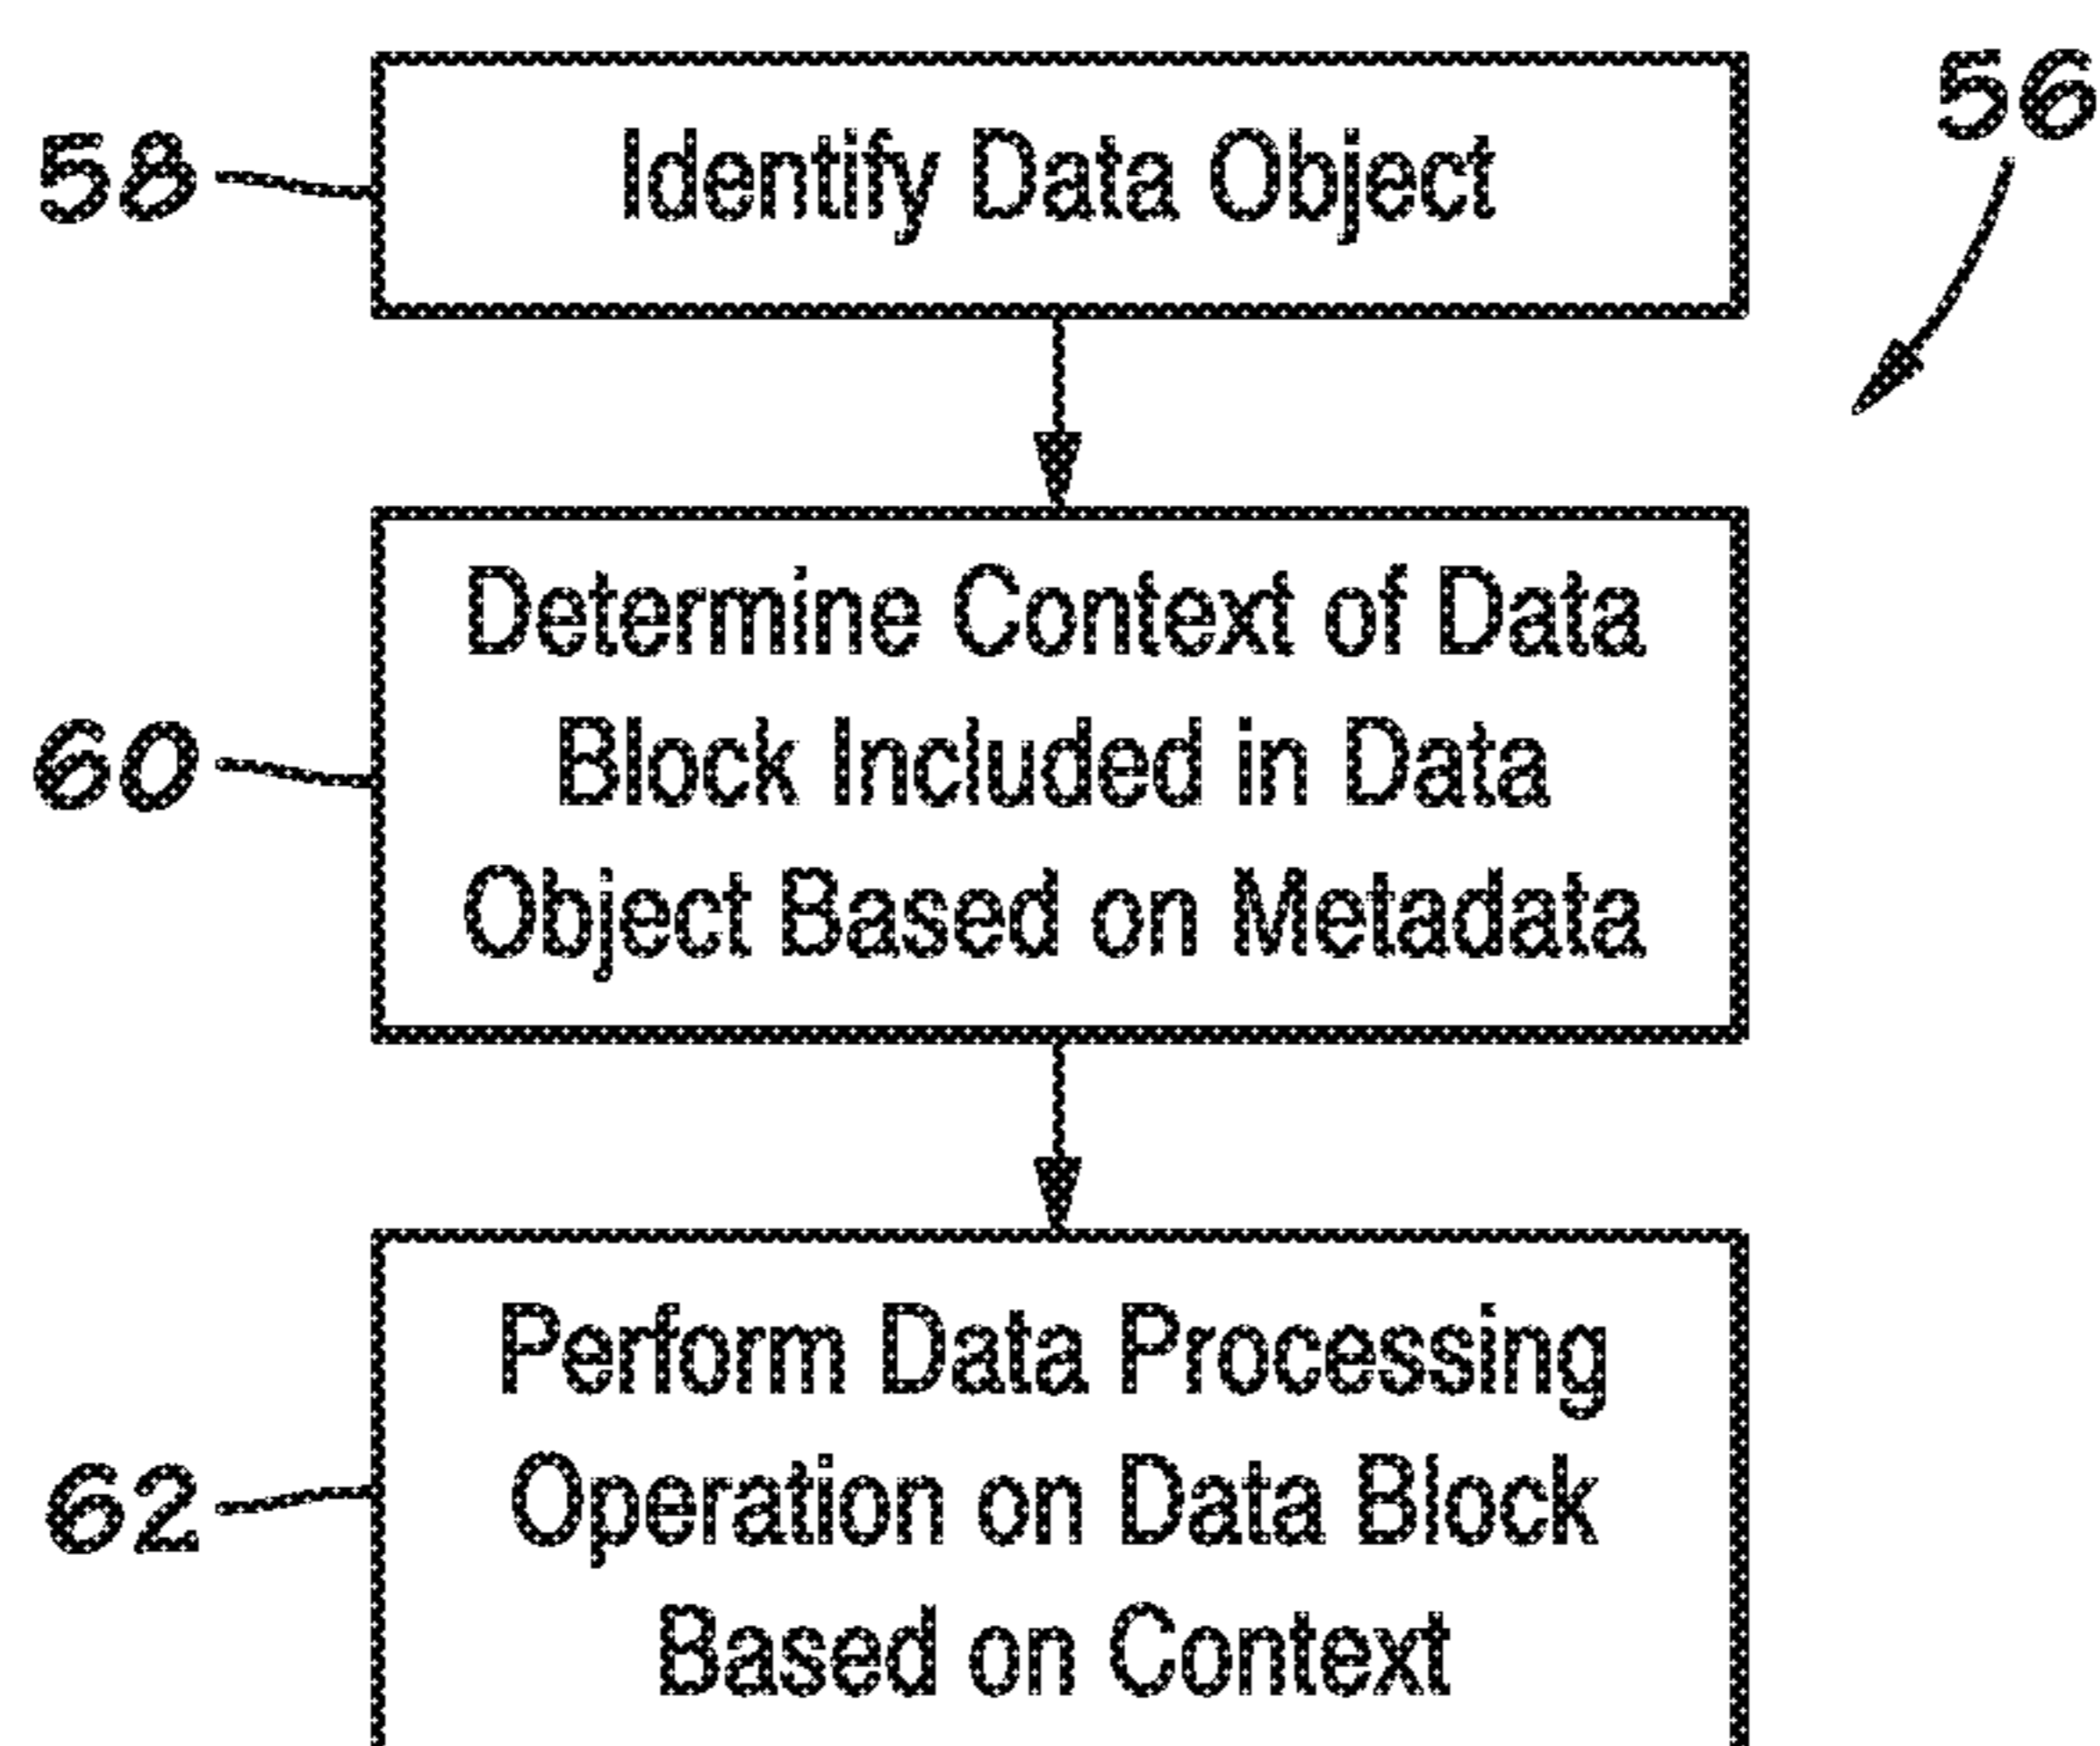 56
58
Identify Data Object
60
Determine Context of Data
Block Included in Data
Object Based on Metadata
62
Perform Data Processing
Operation on Data Block
Based on Context